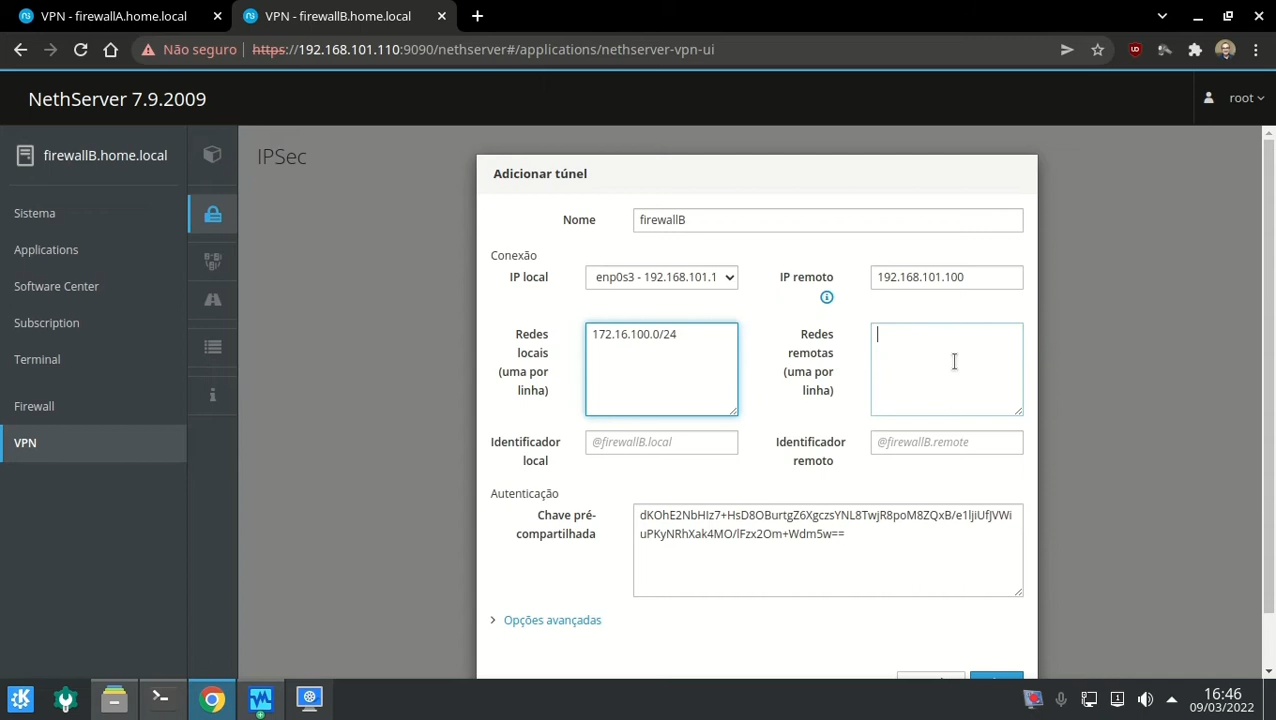 VPN - firewallA.home.local
VPN - firewallB.home.local
Não seguro
https://192.168.101.110:9090/nethserver#/applications/nethserver-vpn-ui
NethServer 7.9.2009
root
firewallB.home.local
Sistema
Applications
Software Center
Subscription
Terminal
Firewall
VPN
IPSec
Adicionar túnel
Nome
firewallB
Conexão
IP local
enp0s3 - 192.168.101.1
IP remoto
192.168.101.100
Redes
locais
(uma por
linha)
172.16.100.0/24
Redes
remotas
(uma por
linha)
Identificador
local
@firewallB.local
Identificador
remoto
@firewallB.remote
Autenticação
Chave pré-
compartilhada
dKOhE2NbHIz7+HsD8OBurtgZ6XgczsYNL8TwjR8poM8ZQxB/e1ljiUfJVWi
uPKyNRhXak4MO/lFzx2Om+Wdm5w==
Opções avançadas
16:46
09/03/2022